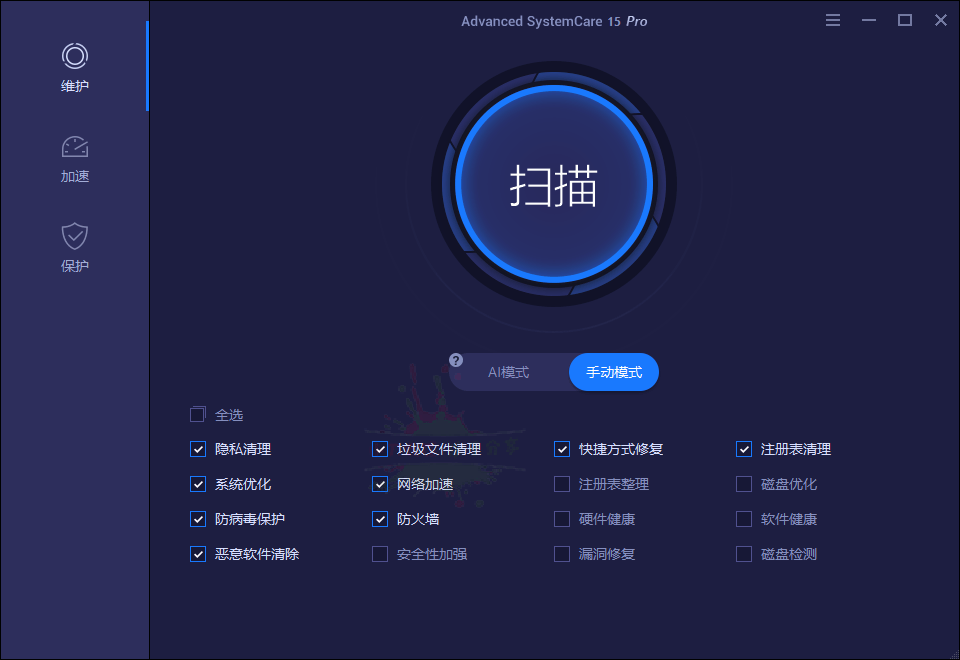 Advanced SystemCare 15 Pro
维护
加速
保护
扫描
?
AI模式 手动模式
全选
隐私清理 垃圾文件清理 快捷方式修复 注册表清理
系统优化 网络加速 注册表整理 磁盘优化
防病毒保护 防火墙 硬件健康 软件健康
恶意软件清除 安全性加强 漏洞修复 磁盘检测